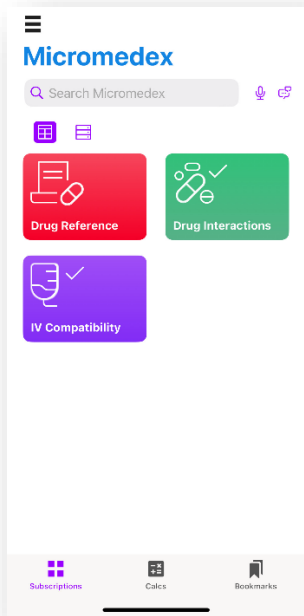 Micromedex
Search Micromedex
Drug Reference
Drug Interactions
IV Compatibility
Subscriptions
Calcs
Bookmarks